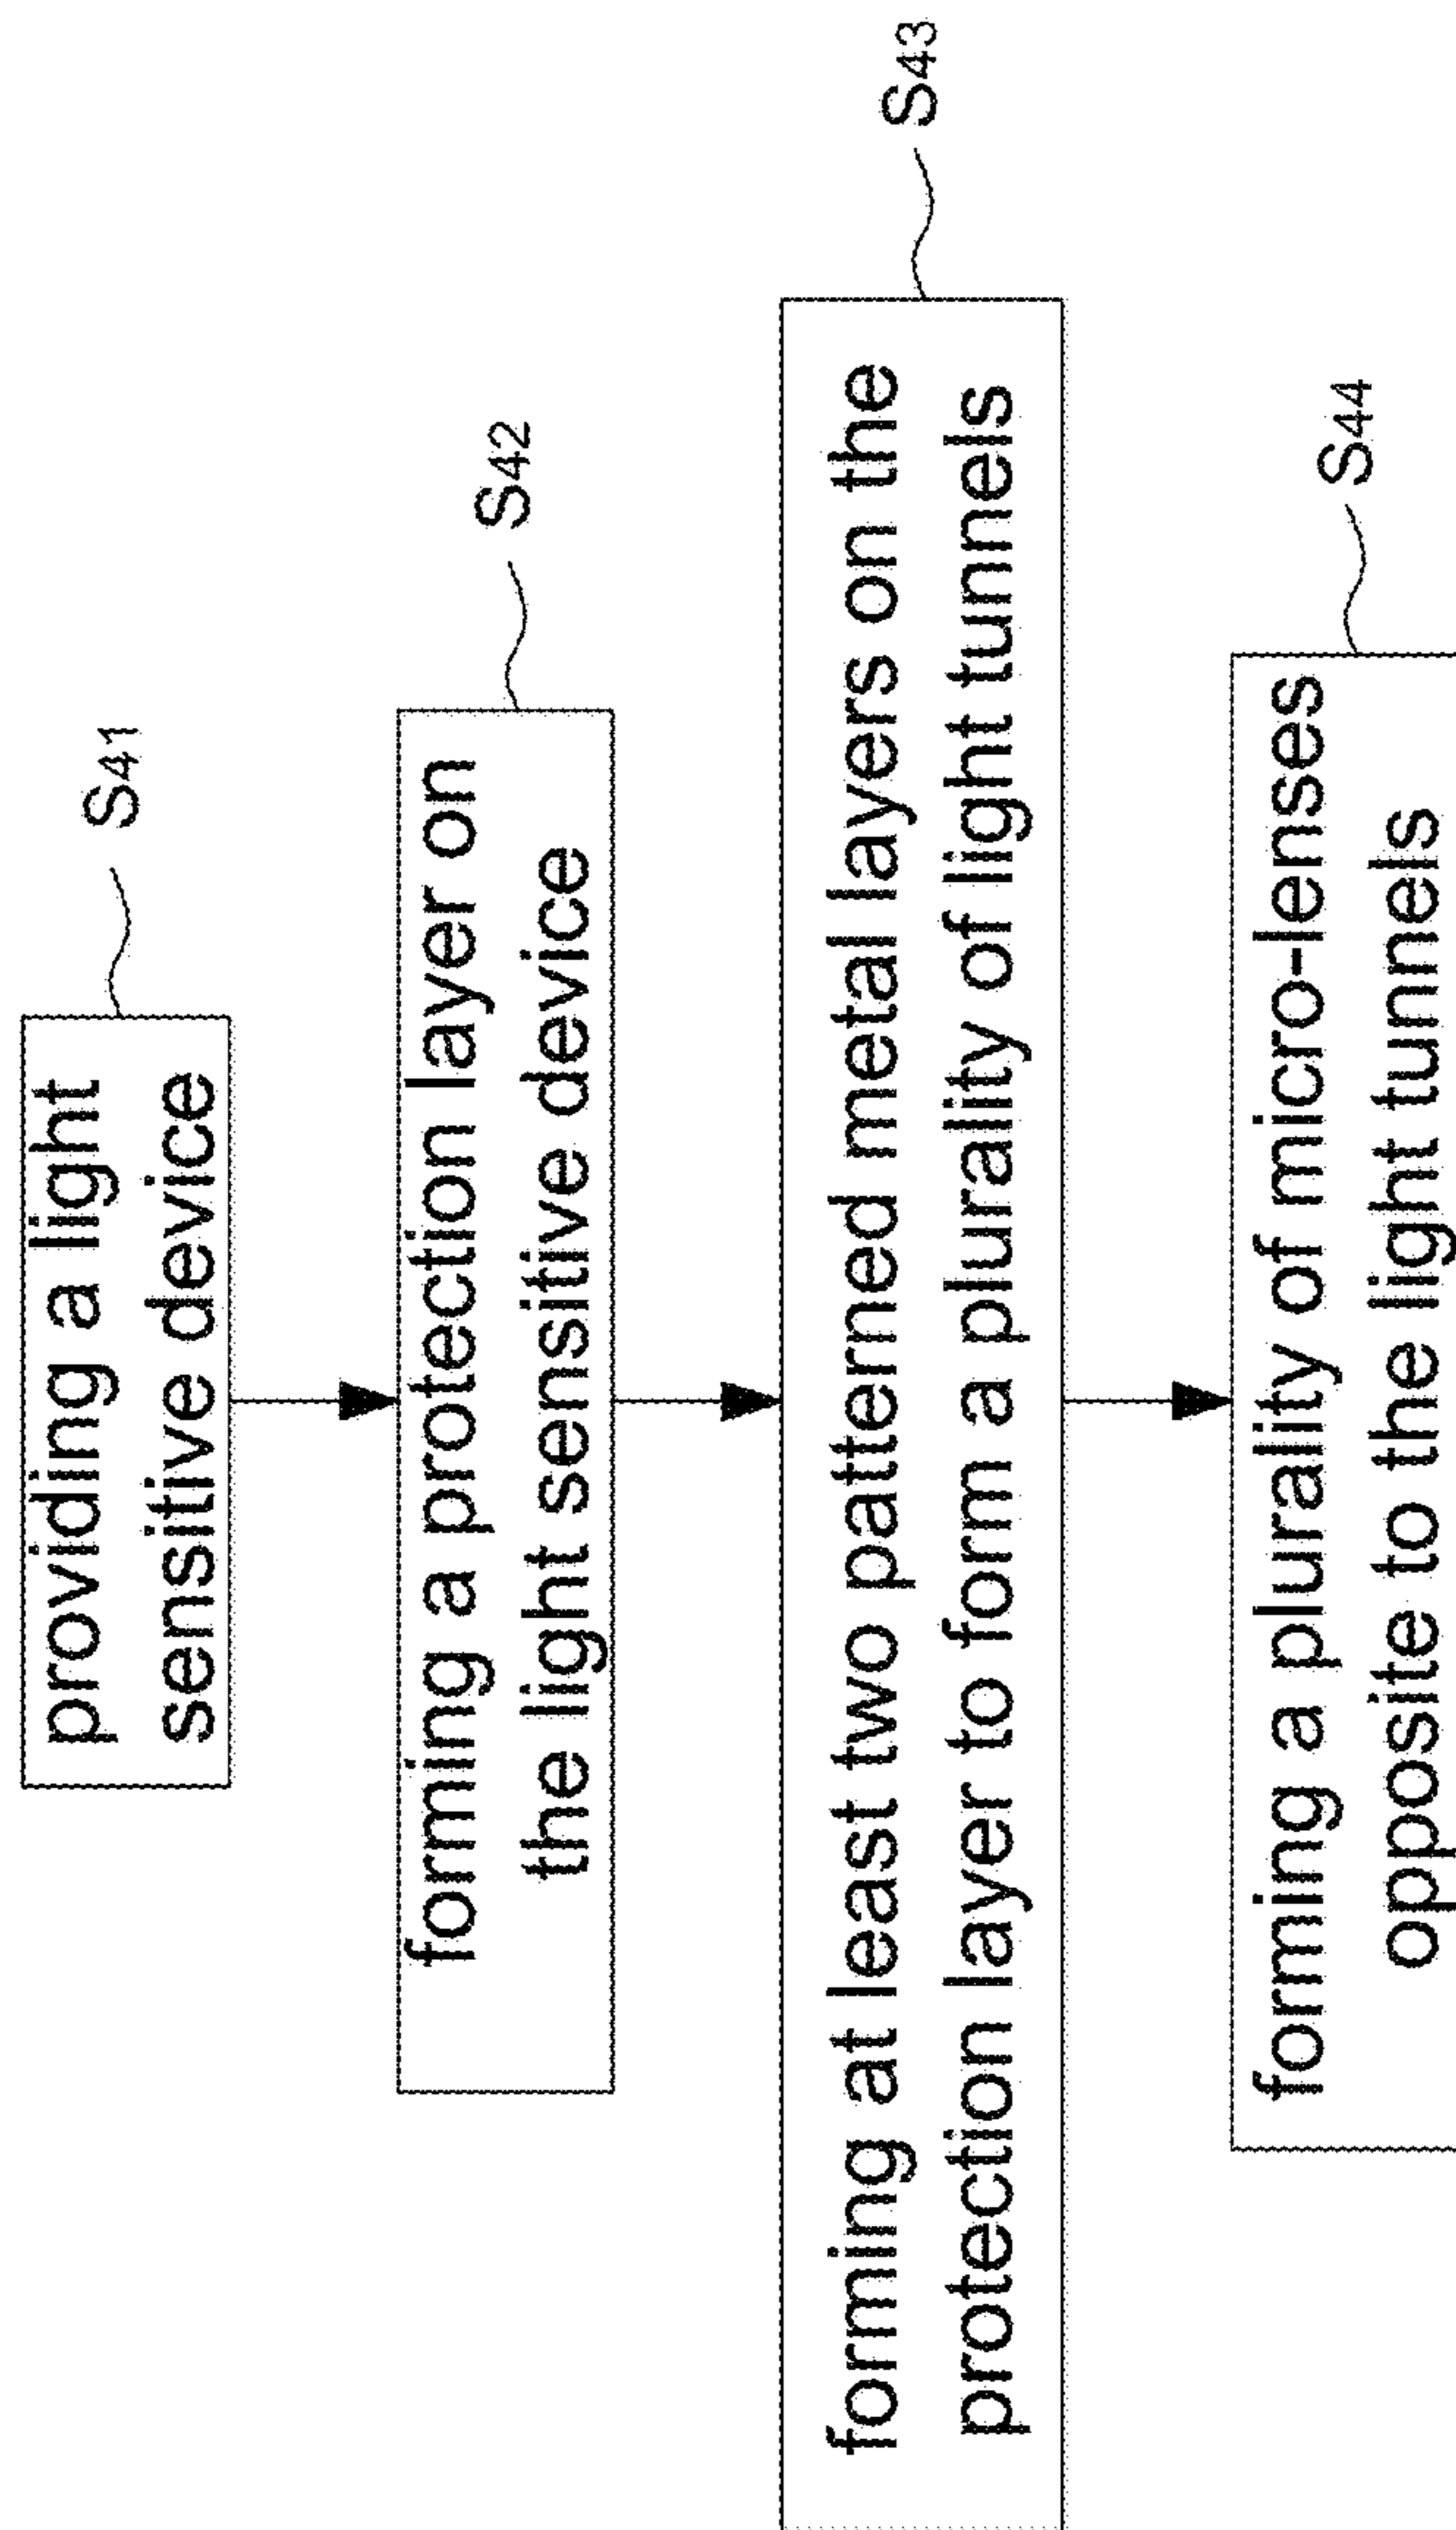 providing a light
sensitive device
S41
forming a protection layer on
the light sensitive device
S42
forming at least two patterned metal layers on the
protection layer to form a plurality of light tunnels
S43
forming a plurality of micro-lenses
opposite to the light tunnels
S44